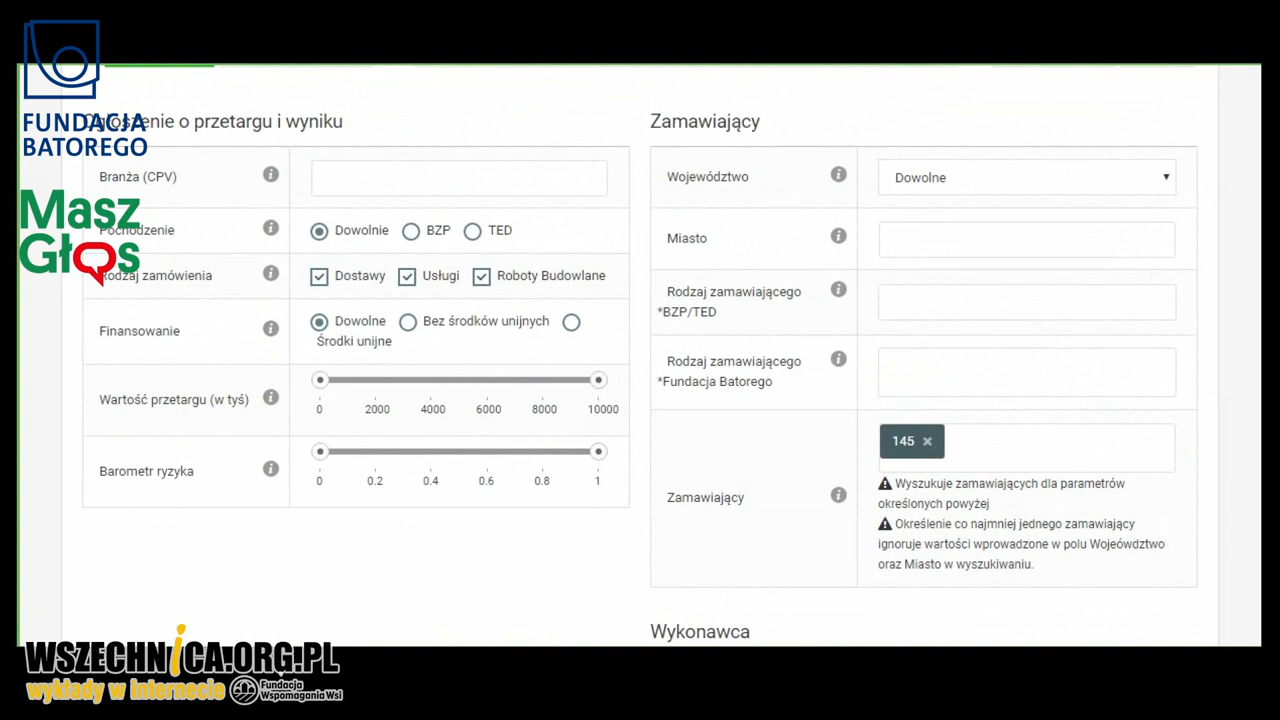 FUNDACJA
BATOREGO
Masz
Głos
Ogłoszenie o przetargu i wyniku
Branża (CPV)
Pochodzenie
Dowolnie
BZP
TED
Rodzaj zamówienia
Dostawy
Usługi
Roboty Budowlane
Finansowanie
Dowolne
Bez środków unijnych
Środki unijne
Wartość przetargu (w tyś)
0 2000 4000 6000 8000 10000
Barometr ryzyka
0 0.2 0.4 0.6 0.8 1
Zamawiający
Województwo
Dowolne
Miasto
Rodzaj zamawiającego
*BZP/TED
Rodzaj zamawiającego
*Fundacja Batorego
Zamawiający
145 ×
Wyszukuje zamawiających dla parametrów
określonych powyżej
Określenie co najmniej jednego zamawiający
ignoruje wartości wprowadzone w polu Wojeówdztwo
oraz Miasto w wyszukiwaniu.
Wykonawca
WSZECHNiCA.ORG.PL
wykłady w internecie
Fundacja
Wspomagania Wsi